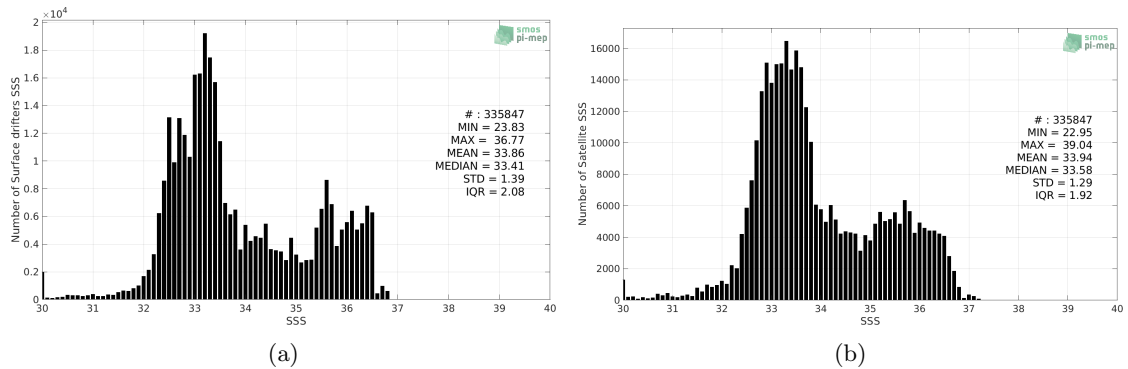 ×10⁴
2
1.8
1.6
1.4
1.2
1
0.8
0.6
0.4
0.2
0
Number of Surface drifters SSS
smos
pi-mep
# : 335847
MIN = 23.83
MAX = 36.77
MEAN = 33.86
MEDIAN = 33.41
STD = 1.39
IQR = 2.08
30 31 32 33 34 35 36 37 38 39 40
SSS
(a)
16000
14000
12000
10000
8000
6000
4000
2000
0
Number of Satellite SSS
smos
pi-mep
# : 335847
MIN = 22.95
MAX = 39.04
MEAN = 33.94
MEDIAN = 33.58
STD = 1.29
IQR = 1.92
30 31 32 33 34 35 36 37 38 39 40
SSS
(b)